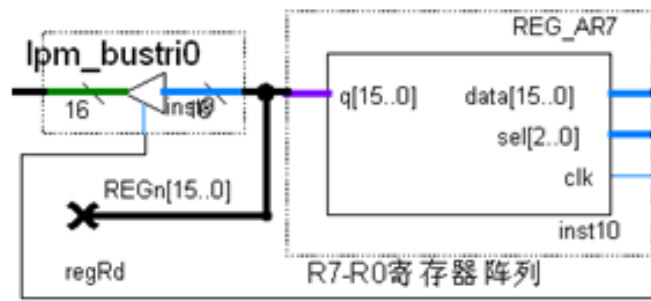 REG_AR7
lpm_bustri0
16
16
q[15..0]
data[15..0]
sel[2..0]
clk
REGn[15..0]
inst10
regRd
R7-R0寄存器阵列